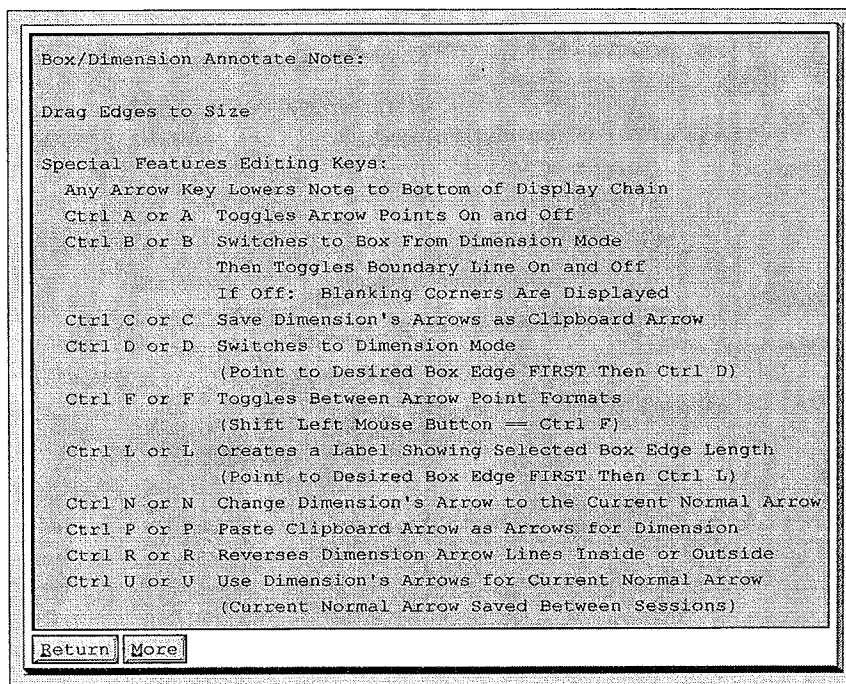 Box/Dimension Annotate Note:
Drag Edges to Size
Special Features Editing Keys:
Any Arrow Key Lowers Note to Bottom of Display Chain
Ctrl A or A Toggles Arrow Points On and Off
Ctrl B or B Switches to Box From Dimension Mode
Then Toggles Boundary Line On and Off
If Off: Blanking Corners Are Displayed
Ctrl C or C Save Dimension's Arrows as Clipboard Arrow
Ctrl D or D Switches to Dimension Mode
(Point to Desired Box Edge FIRST Then Ctrl D)
Ctrl F or F Toggles Between Arrow Point Formats
(Shift Left Mouse Button == Ctrl F)
Ctrl L or L Creates a Label Showing Selected Box Edge Length
(Point to Desired Box Edge FIRST Then Ctrl L)
Ctrl N or N Change Dimension's Arrow to the Current Normal Arrow
Ctrl P or P Paste Clipboard Arrow as Arrows for Dimension
Ctrl R or R Reverses Dimension Arrow Lines Inside or Outside
Ctrl U or U Use Dimension's Arrows for Current Normal Arrow
(Current Normal Arrow Saved Between Sessions)
Return More